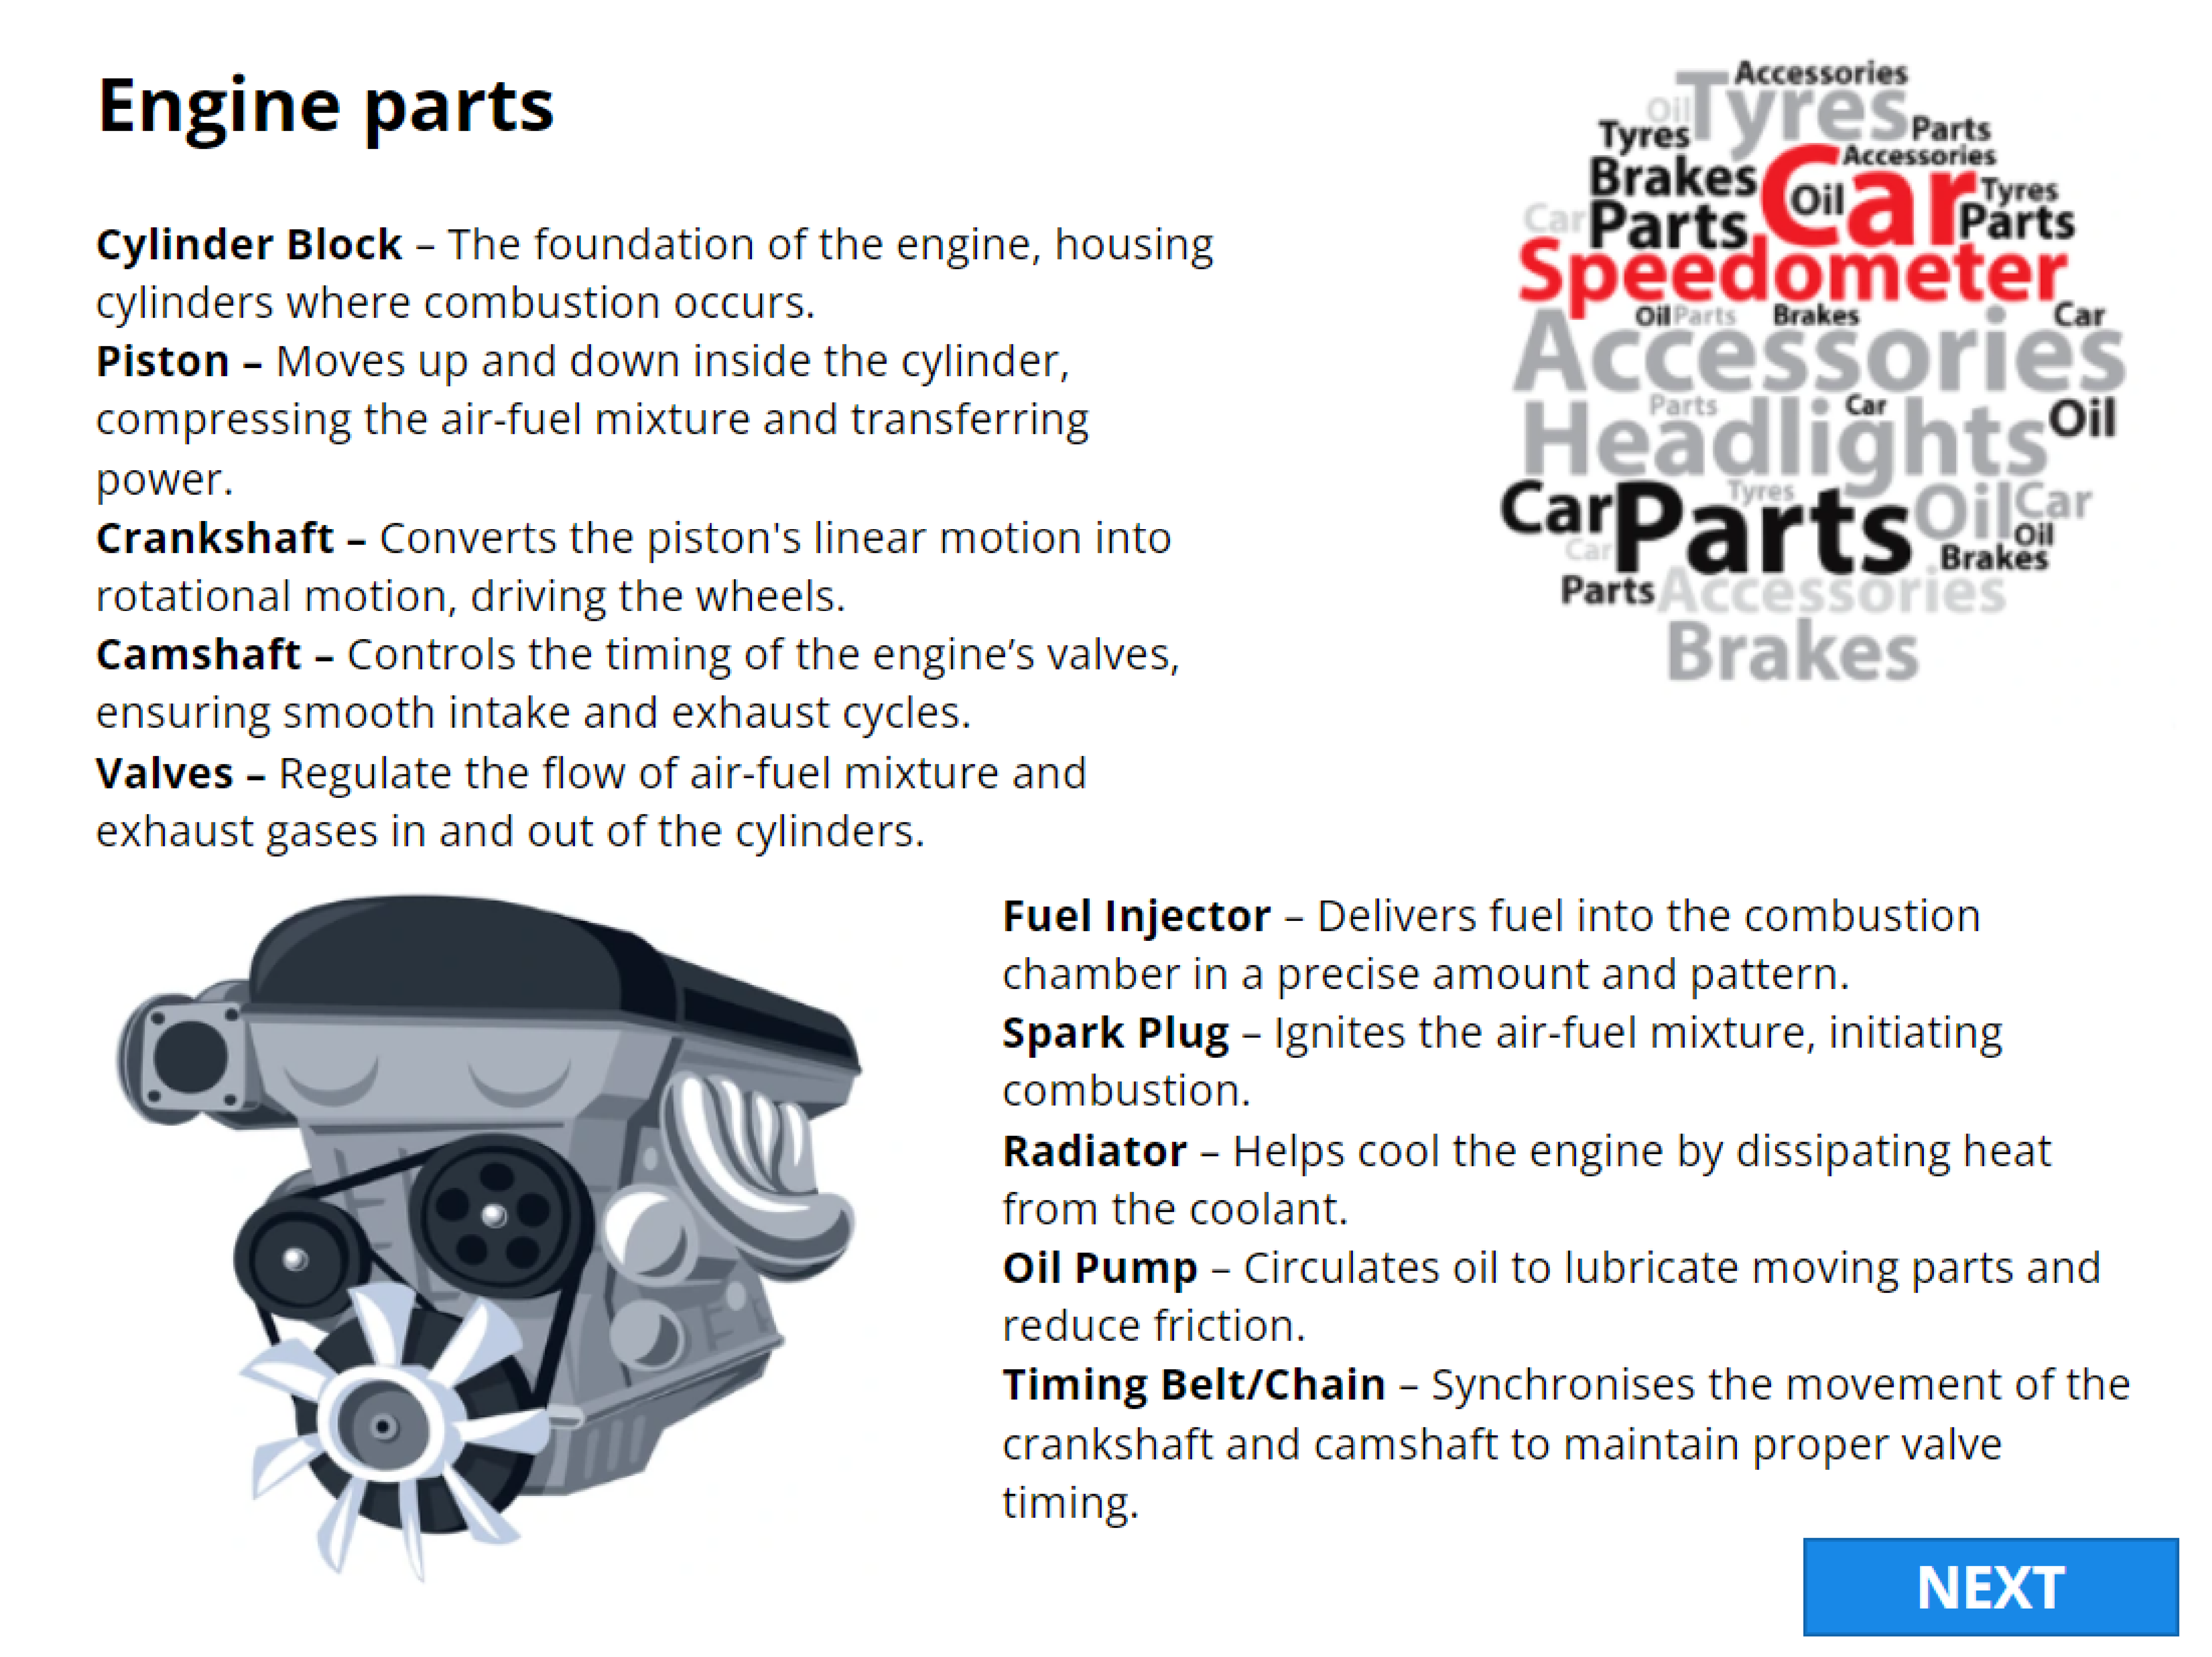 Engine parts
Cylinder Block – The foundation of the engine, housing
cylinders where combustion occurs.
Piston – Moves up and down inside the cylinder,
compressing the air-fuel mixture and transferring
power.
Crankshaft – Converts the piston's linear motion into
rotational motion, driving the wheels.
Camshaft – Controls the timing of the engine’s valves,
ensuring smooth intake and exhaust cycles.
Valves – Regulate the flow of air-fuel mixture and
exhaust gases in and out of the cylinders.
Accessories
Oil Tyres
Tyres Parts
Accessories
Brakes Car Oil Tyres
Car Parts Parts
Speedometer
Oil Parts Brakes Car
Accessories
Parts Car Oil
Headlights
Tyres
Car Parts Oil Car
Oil
Car Brakes
Parts Accessories
Brakes
Fuel Injector – Delivers fuel into the combustion
chamber in a precise amount and pattern.
Spark Plug – Ignites the air-fuel mixture, initiating
combustion.
Radiator – Helps cool the engine by dissipating heat
from the coolant.
Oil Pump – Circulates oil to lubricate moving parts and
reduce friction.
Timing Belt/Chain – Synchronises the movement of the
crankshaft and camshaft to maintain proper valve
timing.
NEXT